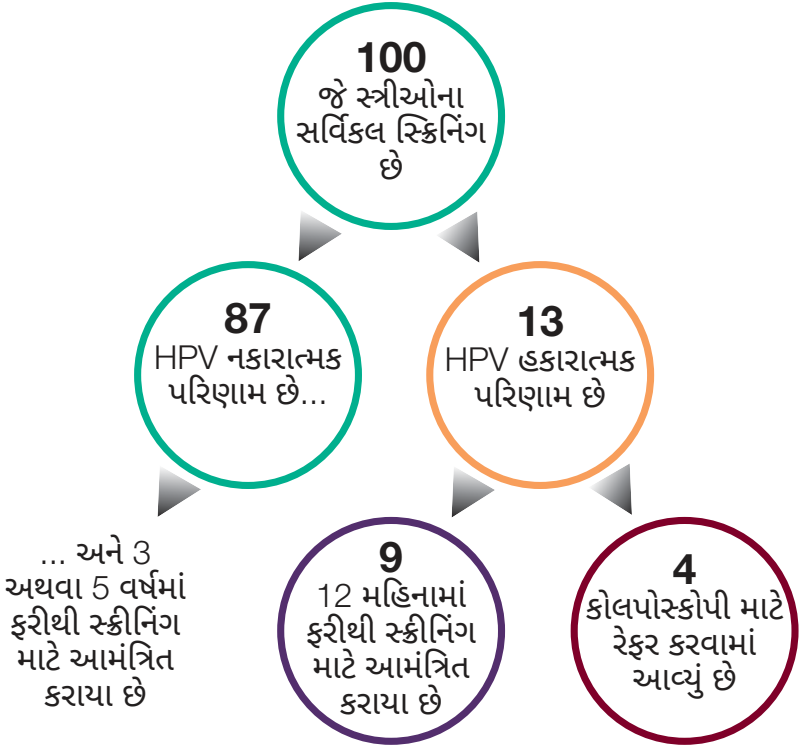 100
જે સ્ત્રીઓના
સર્વિકલ સ્ક્રિનિંગ
છે
87
HPV નકારાત્મક
પરિણામ છે...
13
HPV હકારાત્મક
પરિણામ છે
... અને 3
અથવા 5 વર્ષમાં
ફરીથી સ્ક્રીનિંગ
માટે આમંત્રિત
કરાયા છે
9
12 મહિનામાં
ફરીથી સ્ક્રીનિંગ
માટે આમંત્રિત
કરાયા છે
4
કોલપોસ્કોપી માટે
રેફર કરવામાં
આવ્યું છે